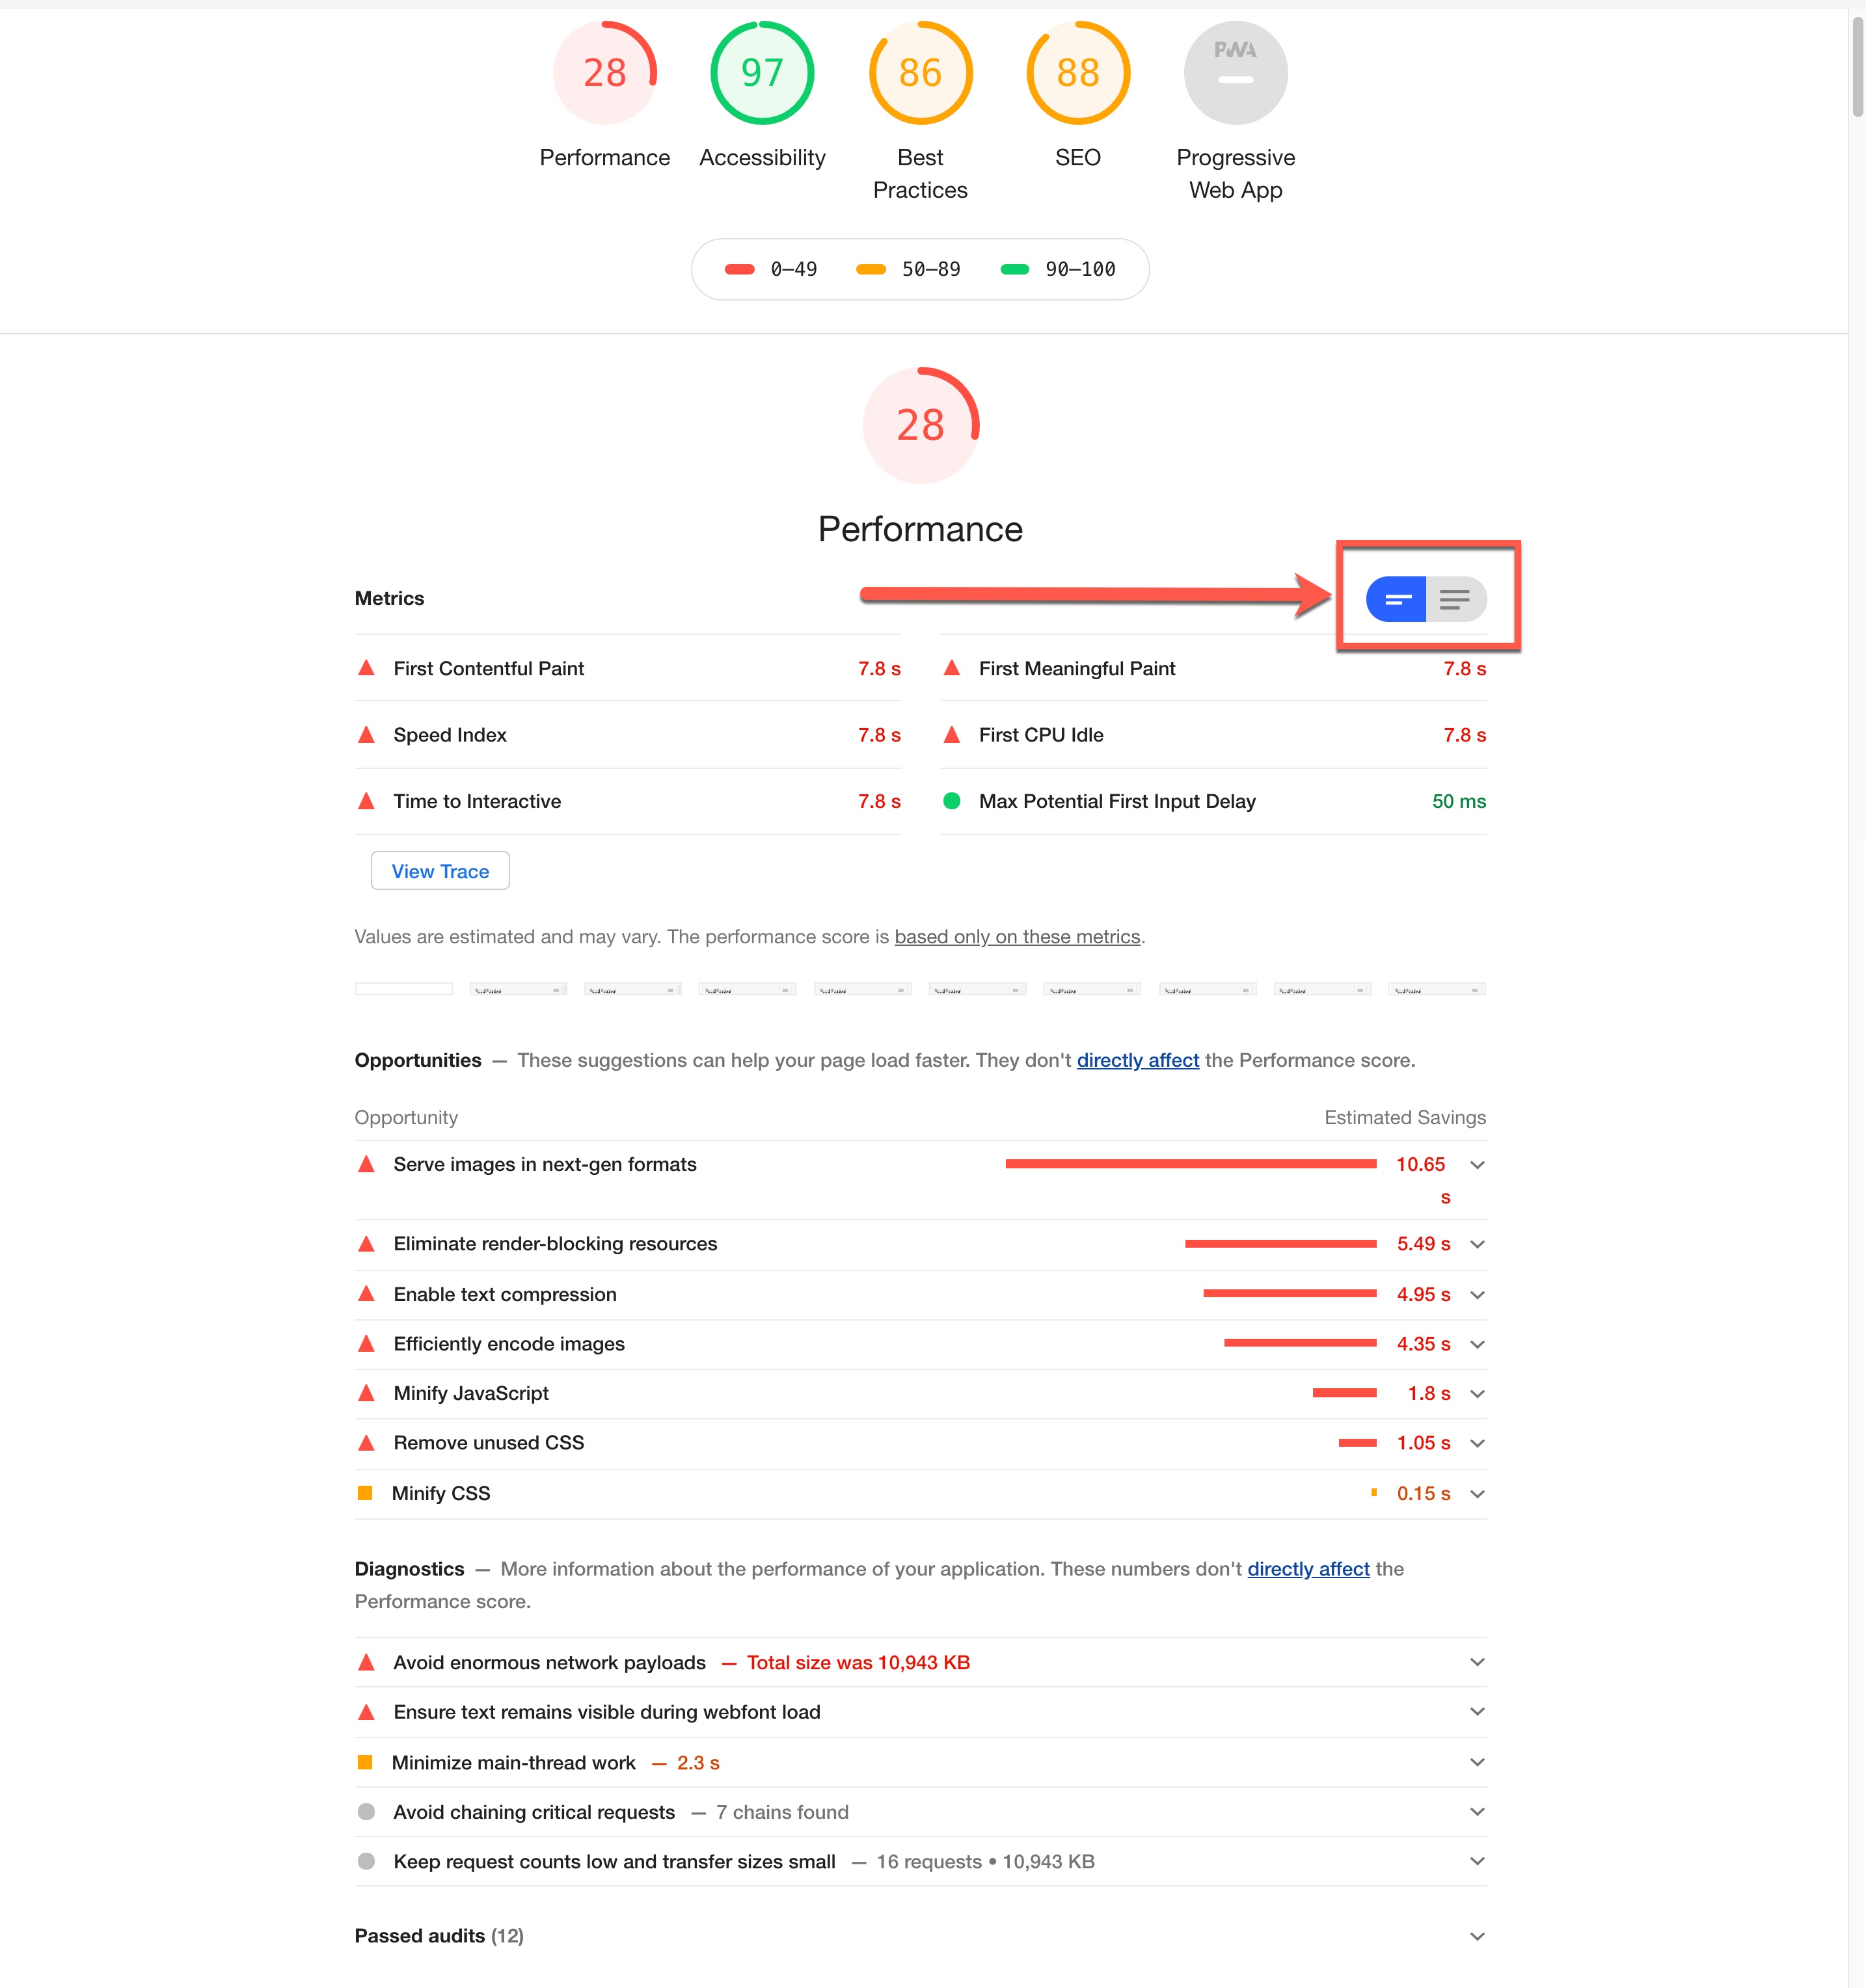 28
97
86
88
PWA
Performance
Accessibility
Best
Practices
SEO
Progressive
Web App
0–49
50–89
90–100
28
Performance
Metrics
First Contentful Paint 7.8 s
First Meaningful Paint 7.8 s
Speed Index 7.8 s
First CPU Idle 7.8 s
Time to Interactive 7.8 s
Max Potential First Input Delay 50 ms
View Trace
Values are estimated and may vary. The performance score is based only on these metrics.
Opportunities — These suggestions can help your page load faster. They don't directly affect the Performance score.
Opportunity Estimated Savings
Serve images in next-gen formats 10.65
s
Eliminate render-blocking resources 5.49 s
Enable text compression 4.95 s
Efficiently encode images 4.35 s
Minify JavaScript 1.8 s
Remove unused CSS 1.05 s
Minify CSS 0.15 s
Diagnostics — More information about the performance of your application. These numbers don't directly affect the
Performance score.
Avoid enormous network payloads — Total size was 10,943 KB
Ensure text remains visible during webfont load
Minimize main-thread work — 2.3 s
Avoid chaining critical requests — 7 chains found
Keep request counts low and transfer sizes small — 16 requests • 10,943 KB
Passed audits (12)